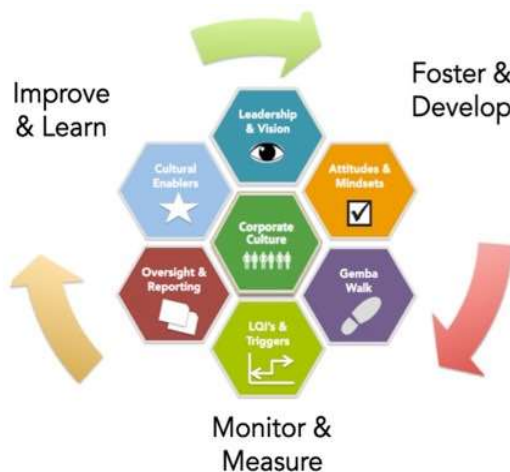 Improve
& Learn
Foster &
Develop
Leadership
& Vision
Cultural
Enablers
Attitudes &
Mindsets
Corporate
Culture
Oversight &
Reporting
Gemba
Walk
LQI's &
Triggers
Monitor &
Measure